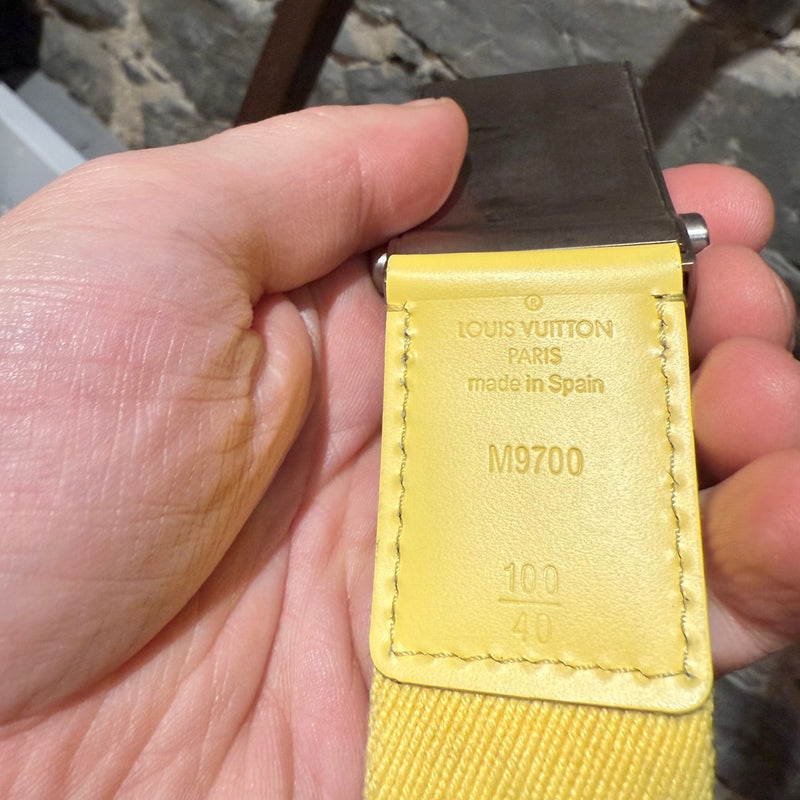 ®
LOUIS VUITTON
PARIS
made in Spain
M9700
100
40